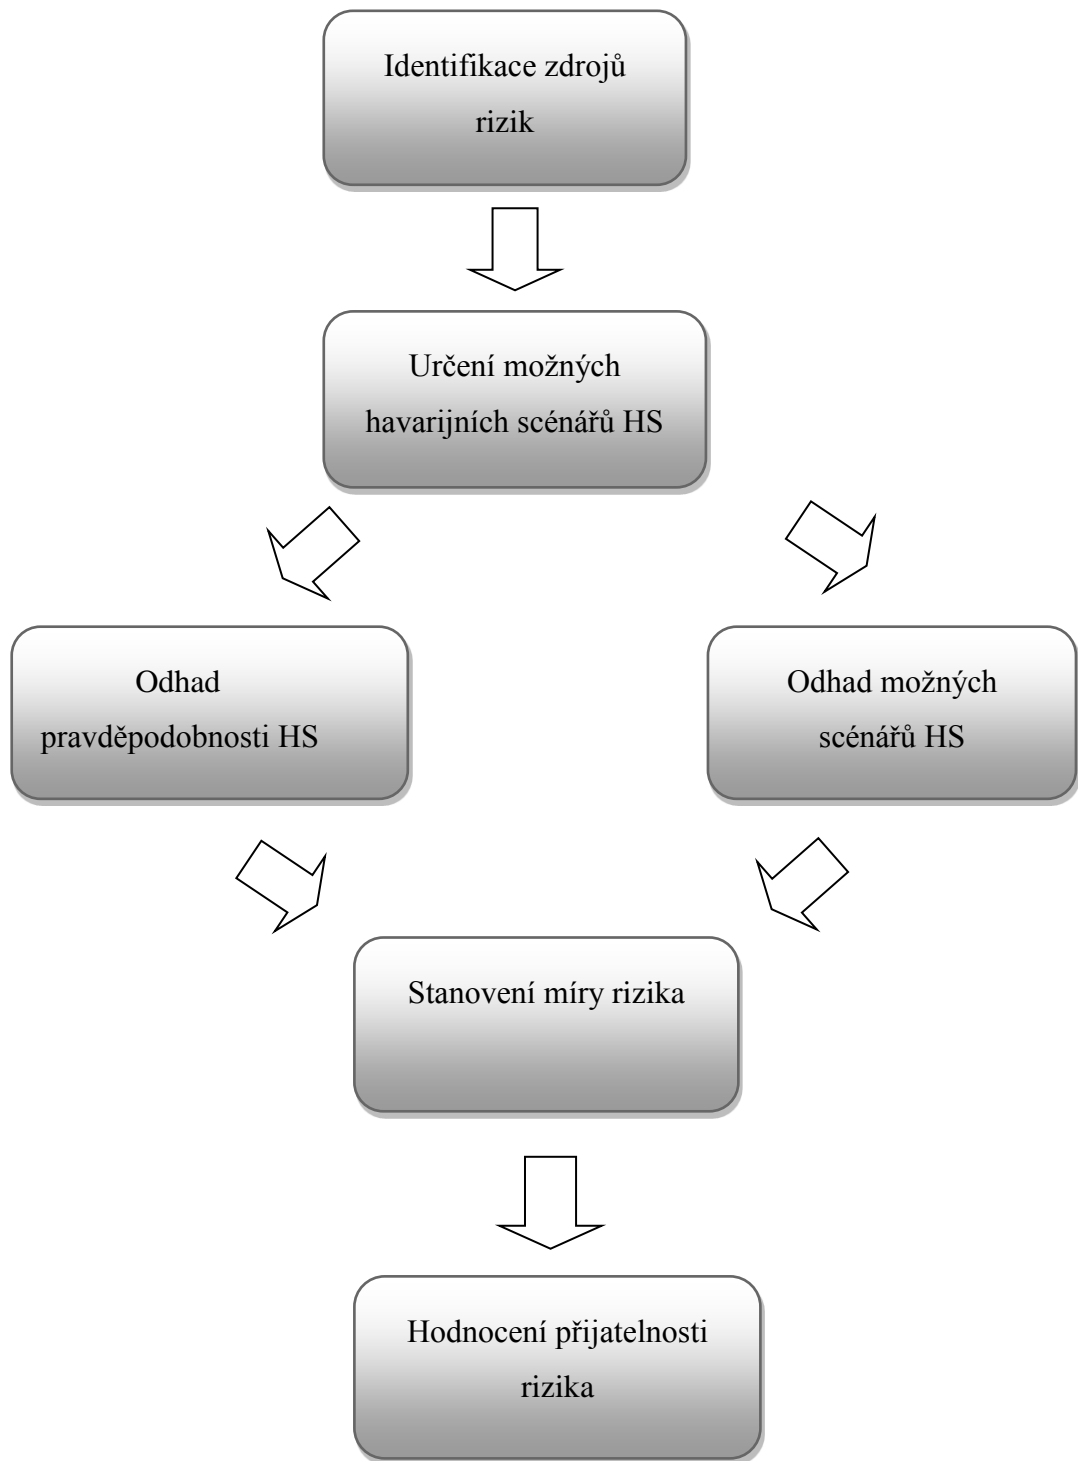 Identifikace zdrojů
rizik
Určení možných
havarijních scénářů HS
Odhad
pravděpodobnosti HS
Odhad možných
scénářů HS
Stanovení míry rizika
Hodnocení přijatelnosti
rizika